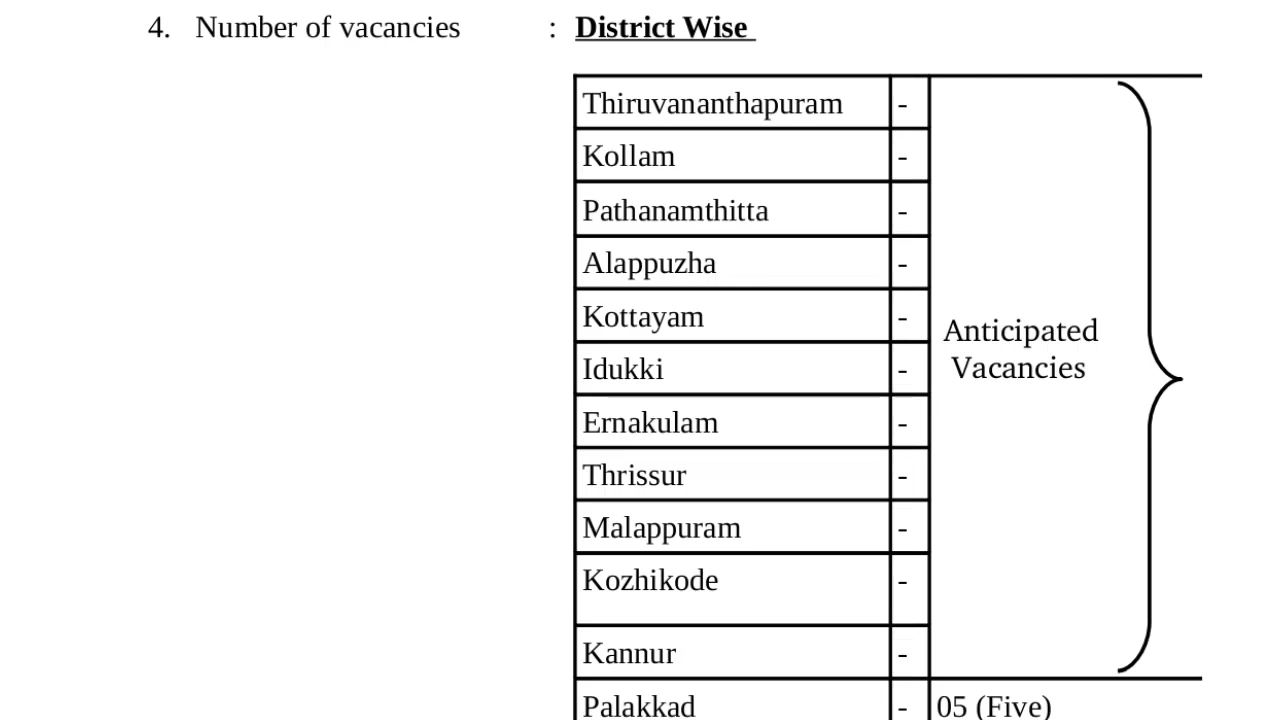 4. Number of vacancies : District Wise
Thiruvananthapuram -
Kollam -
Pathanamthitta -
Alappuzha -
Kottayam -
Idukki -
Ernakulam -
Thrissur -
Malappuram -
Kozhikode -
Kannur -
Anticipated
Vacancies
Palakkad - 05 (Five)